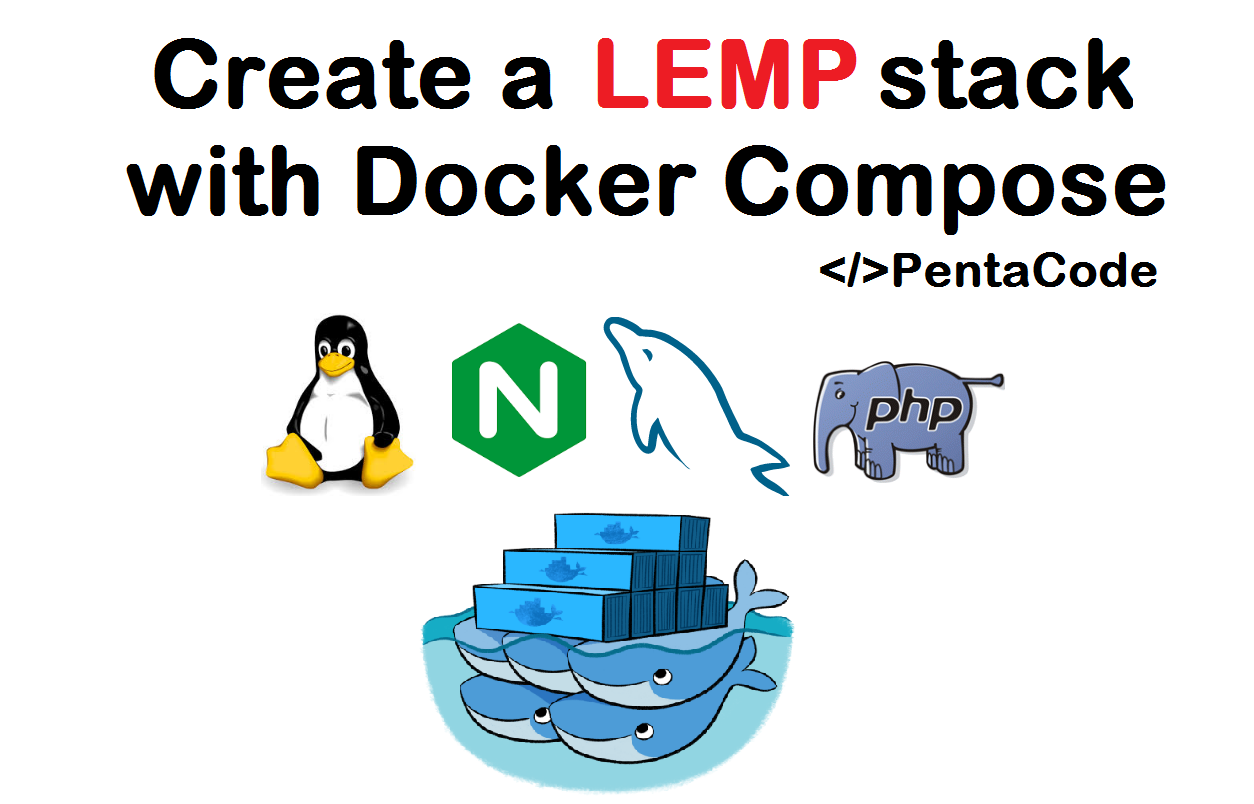 Create a LEMP stack
with Docker Compose
</>PentaCode
N
php